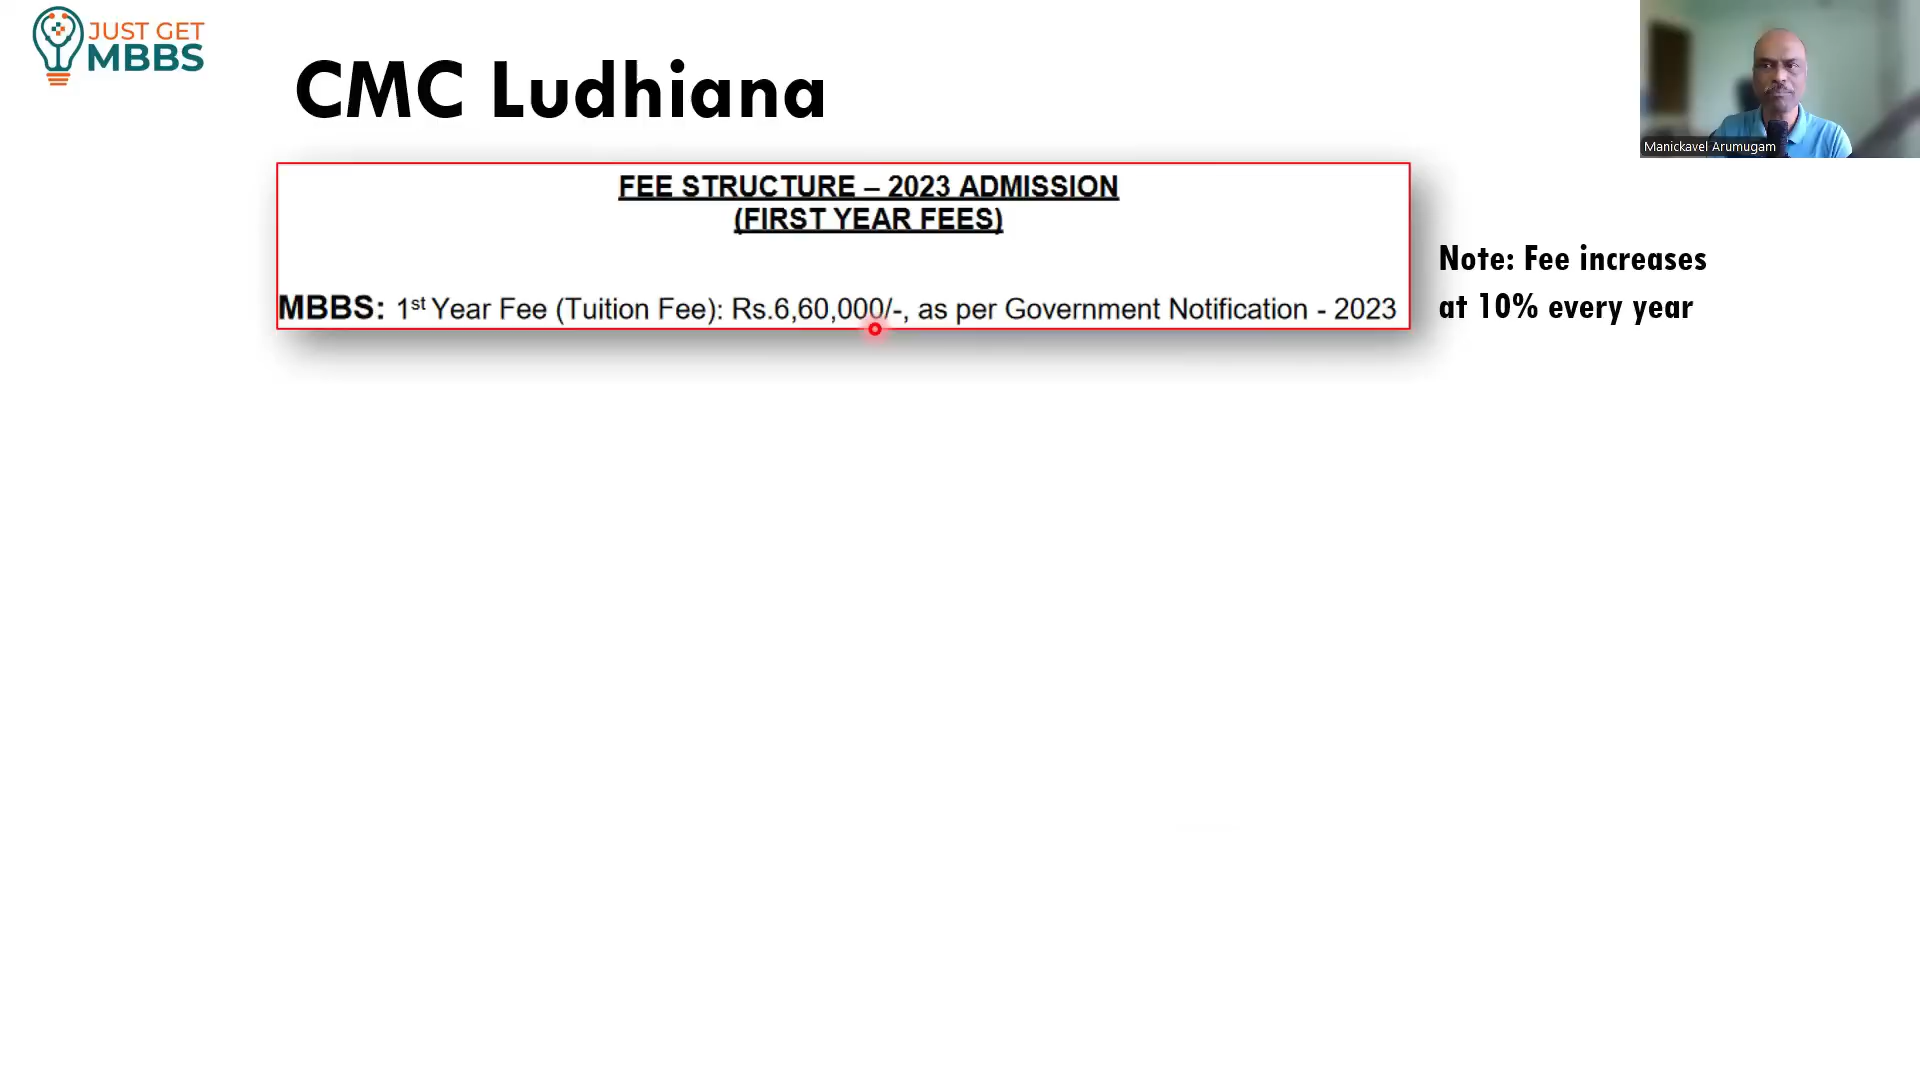 JUST GET
MBBS
CMC Ludhiana
Manickavel Arumugam
FEE STRUCTURE – 2023 ADMISSION
(FIRST YEAR FEES)
MBBS: 1st Year Fee (Tuition Fee): Rs.6,60,000/-, as per Government Notification - 2023
Note: Fee increases
at 10% every year